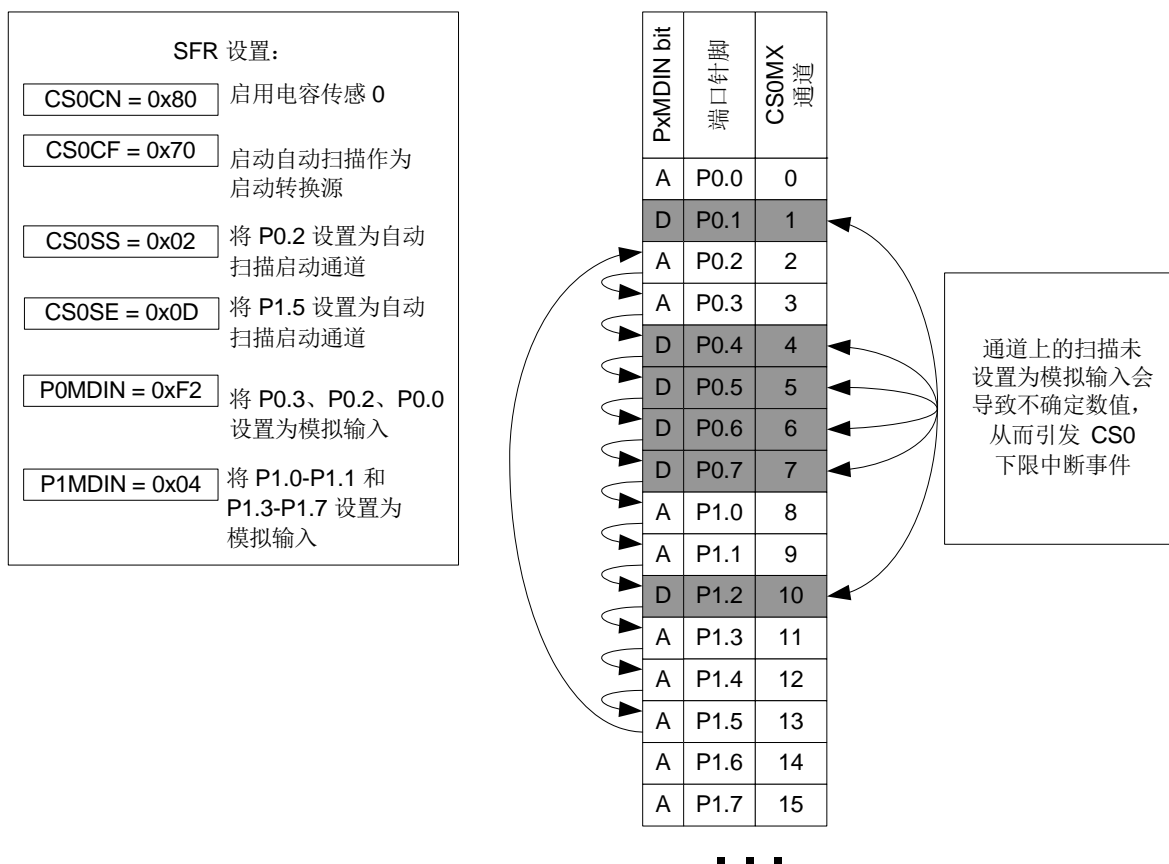 SFR 设置:
CS0CN = 0x80
启用电容传感 0
CS0CF = 0x70
启动自动扫描作为
启动转换源
CS0SS = 0x02
将 P0.2 设置为自动
扫描启动通道
CS0SE = 0x0D
将 P1.5 设置为自动
扫描启动通道
P0MDIN = 0xF2
将 P0.3、P0.2、P0.0
设置为模拟输入
P1MDIN = 0x04
将 P1.0-P1.1 和
P1.3-P1.7 设置为
模拟输入
PxMDIN bit 端口针脚 CS0MX 通道
A P0.0 0
D P0.1 1
A P0.2 2
A P0.3 3
D P0.4 4
D P0.5 5
D P0.6 6
D P0.7 7
A P1.0 8
A P1.1 9
D P1.2 10
A P1.3 11
A P1.4 12
A P1.5 13
A P1.6 14
A P1.7 15
通道上的扫描未
设置为模拟输入会
导致不确定数值，
从而引发 CS0
下限中断事件